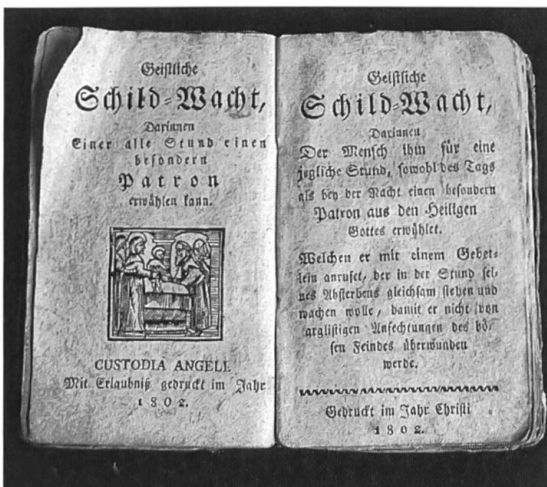 Geistliche
Schild-Wacht,
Darinnen
Einer alle Stund einen
besondern
Patron
erwählen kann.
CUSTODIA ANGELI.
Mit Erlaubniß gedruckt im Jahr
1802.
Geistliche
Schild-Wacht,
Darinnen
Der Mensch ihm für eine
jegliche Stund, sowohl des Tags
als bey der Nacht einen besondern
Patron aus den Heiligen
Gottes erwählet.
Welchen er mit einem Gebet-
lein anrufet, der in der Stund sei-
nes Absterbens gleichsam stehen und
wachen wolle, damit er nicht von
arglistigen Anfechtungen des bö-
sen Feindes überwunden
werde.
Gedruckt im Jahr Christi
1802.